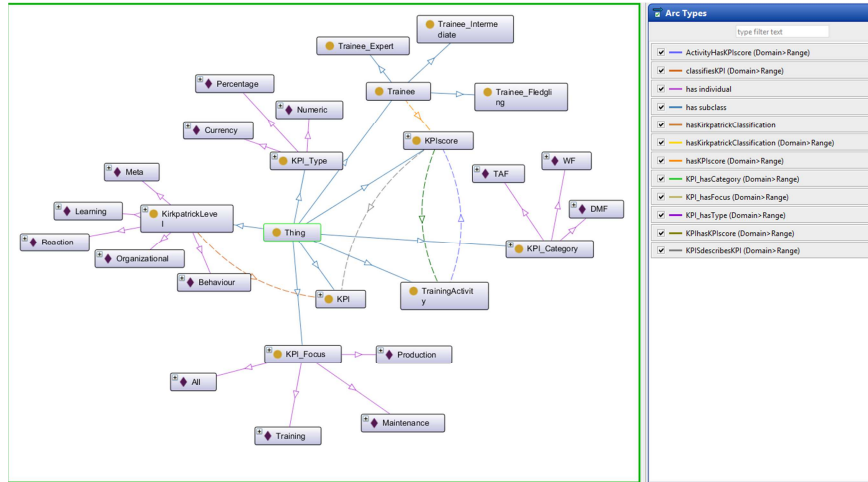 Trainee_Interme
diate
Trainee_Expert
Percentage
Trainee
Trainee_Fledgli
ng
Numeric
Currency
KPIscore
KPI_Type
WF
TAF
Meta
Learning
KirkpatrickLeve
l
DMF
Reaction
Thing
KPI_Category
Organizational
Behaviour
KPI
TrainingActivit
y
KPI_Focus
Production
All
Maintenance
Training
Arc Types
type filter text
ActivityHasKPIscore (Domain>Range)
classifiesKPI (Domain>Range)
has individual
has subclass
hasKirkpatrickClassification
hasKirkpatrickClassification (Domain>Range)
hasKPIscore (Domain>Range)
KPI_hasCategory (Domain>Range)
KPI_hasFocus (Domain>Range)
KPI_hasType (Domain>Range)
KPIhasKPIscore (Domain>Range)
KPISdescribesKPI (Domain>Range)